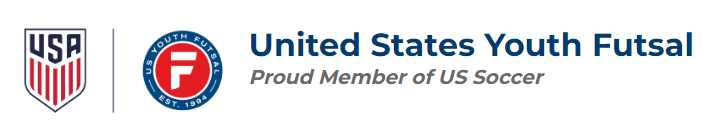 USA
US YOUTH FUTSAL
F
EST. 1994
United States Youth Futsal
Proud Member of US Soccer